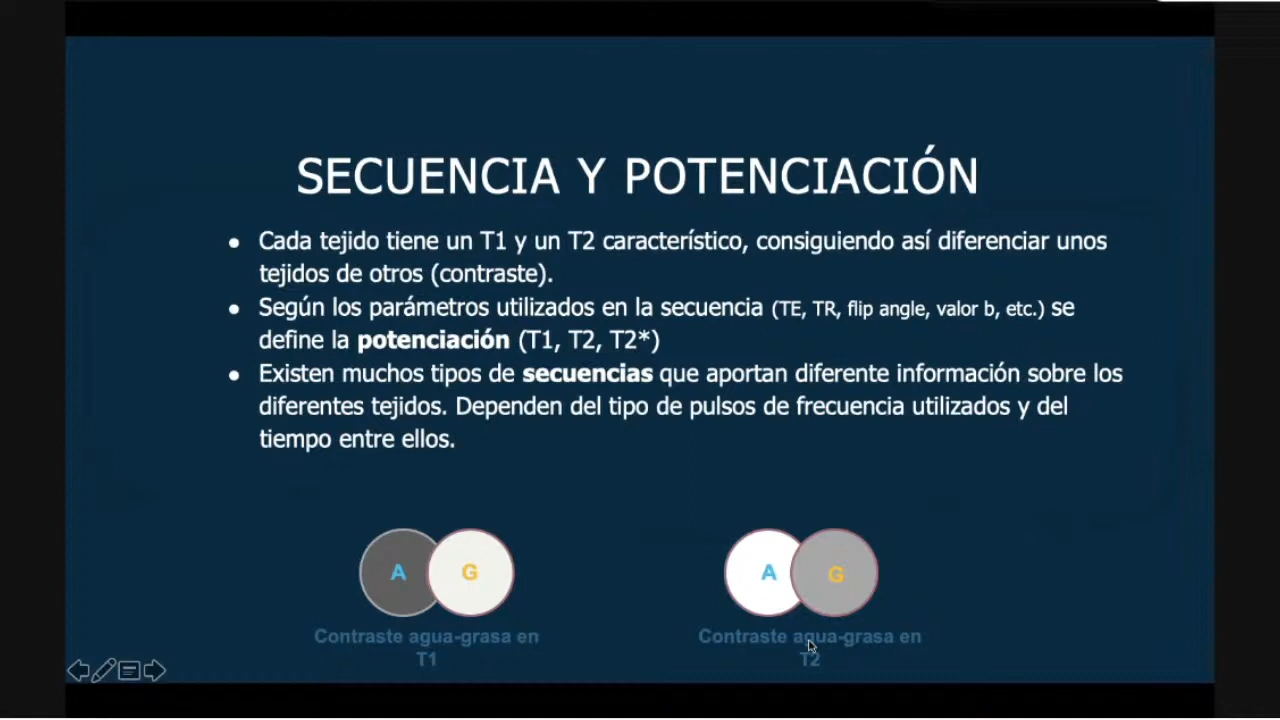 SECUENCIA Y POTENCIACIÓN
● Cada tejido tiene un T1 y un T2 característico, consiguiendo así diferenciar unos
tejidos de otros (contraste).
● Según los parámetros utilizados en la secuencia (TE, TR, flip angle, valor b, etc.) se
define la potenciación (T1, T2, T2*)
● Existen muchos tipos de secuencias que aportan diferente información sobre los
diferentes tejidos. Dependen del tipo de pulsos de frecuencia utilizados y del
tiempo entre ellos.
A G
Contraste agua-grasa en
T1
A G
Contraste agua-grasa en
T2